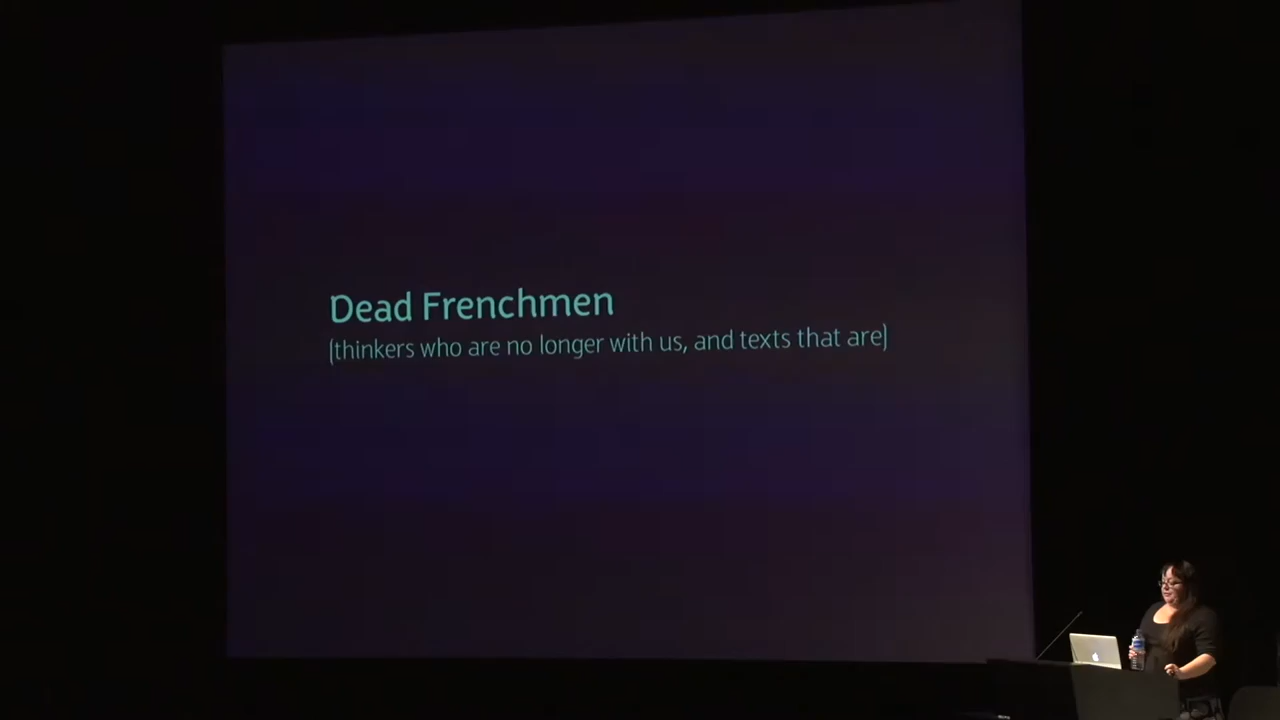 Dead Frenchmen
(thinkers who are no longer with us, and texts that are)